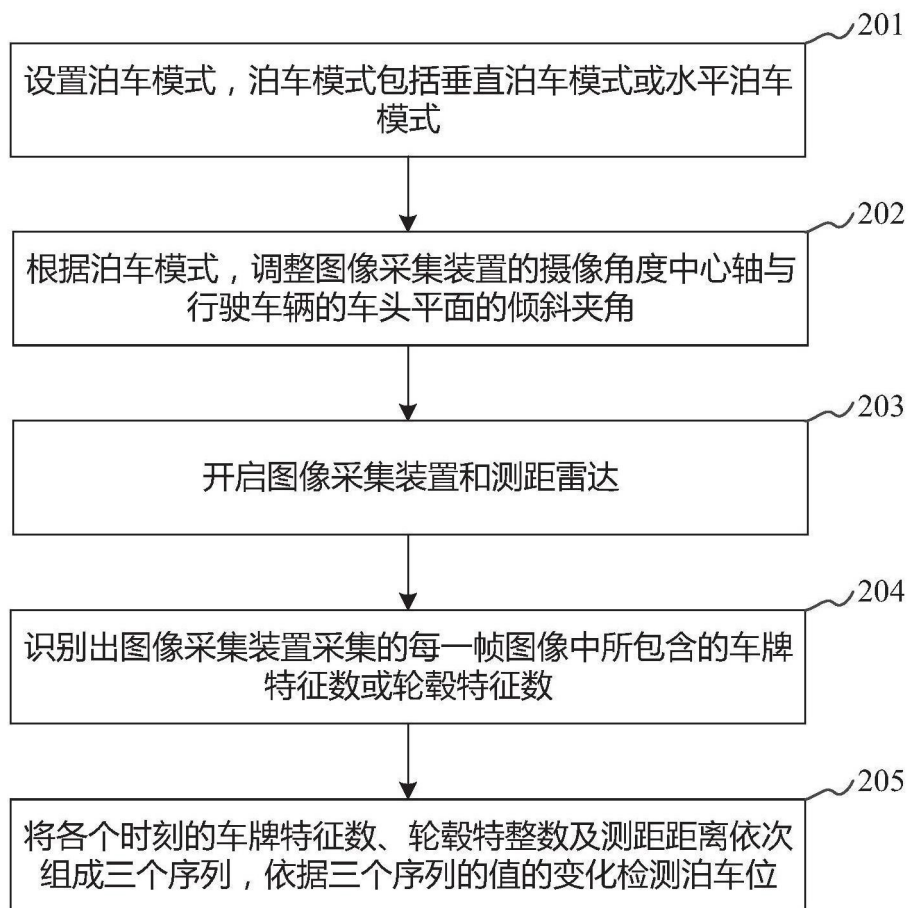 201
设置泊车模式，泊车模式包括垂直泊车模式或水平泊车
模式
202
根据泊车模式，调整图像采集装置的摄像角度中心轴与
行驶车辆的车头平面的倾斜夹角
203
开启图像采集装置和测距雷达
204
识别出图像采集装置采集的每一帧图像中所包含的车牌
特征数或轮毂特征数
205
将各个时刻的车牌特征数、轮毂特整数及测距距离依次
组成三个序列，依据三个序列的值的变化检测泊车位